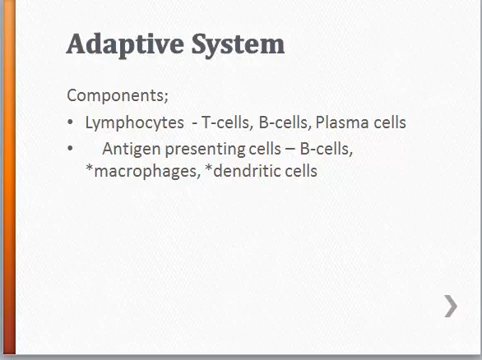 Adaptive System
Components;
• Lymphocytes - T-cells, B-cells, Plasma cells
• Antigen presenting cells – B-cells,
*macrophages, *dendritic cells